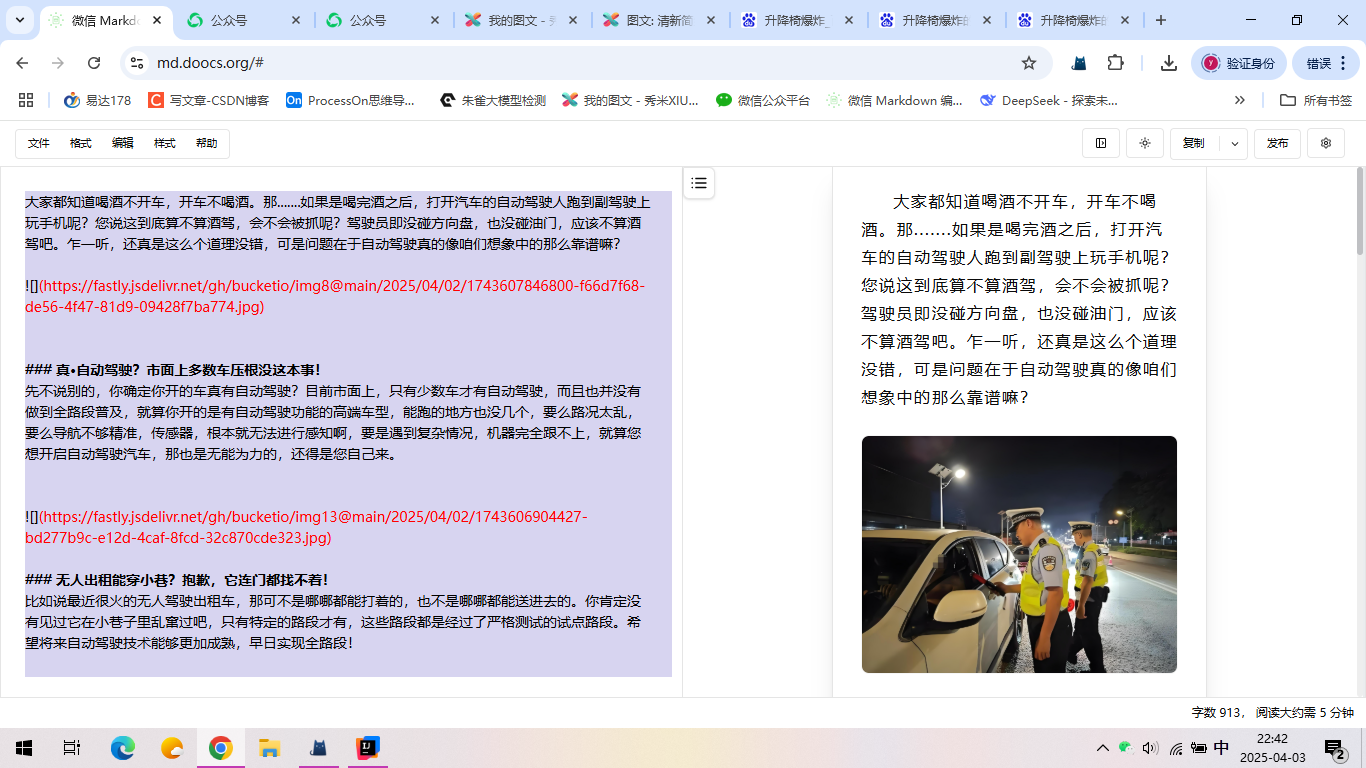 微信 Markd
公众号
公众号
我的图文 - 秀
图文: 清新简
升降椅爆炸_
升降椅爆炸的
升降椅爆炸的
md.doocs.org/#
验证身份
错误
易达178
写文章-CSDN博客
ProcessOn思维导...
朱雀大模型检测
我的图文 - 秀米XIU...
微信公众平台
微信 Markdown 编...
DeepSeek - 探索未...
所有书签
文件 格式 编辑 样式 帮助
复制
发布
大家都知道喝酒不开车，开车不喝酒。那.......如果是喝完酒之后，打开汽车的自动驾驶人跑到副驾驶上
玩手机呢？您说这到底算不算酒驾，会不会被抓呢？驾驶员即没碰方向盘，也没碰油门，应该不算酒
驾吧。乍一听，还真是这么个道理没错，可是问题在于自动驾驶真的像咱们想象中的那么靠谱嘛？
![](https://fastly.jsdelivr.net/gh/bucketio/img8@main/2025/04/02/1743607846800-f66d7f68-
de56-4f47-81d9-09428f7ba774.jpg)
### 真•自动驾驶？市面上多数车压根没这本事！
先不说别的，你确定你开的车真有自动驾驶？目前市面上，只有少数车才有自动驾驶，而且也并没有
做到全路段普及，就算你开的是有自动驾驶功能的高端车型，能跑的地方也没几个，要么路况太乱，
要么导航不够精准，传感器，根本就无法进行感知啊，要是遇到复杂情况，机器完全跟不上，就算您
想开启自动驾驶汽车，那也是无能为力的，还得是您自己来。
![](https://fastly.jsdelivr.net/gh/bucketio/img13@main/2025/04/02/1743606904427-
bd277b9c-e12d-4caf-8fcd-32c870cde323.jpg)
### 无人出租能穿小巷？抱歉，它连门都找不着！
比如说最近很火的无人驾驶出租车，那可不是哪哪都能打着的，也不是哪哪都能送进去的。你肯定没
有见过它在小巷子里乱窜过吧，只有特定的路段才有，这些路段都是经过了严格测试的试点路段。希
望将来自动驾驶技术能够更加成熟，早日实现全路段！
大家都知道喝酒不开车，开车不喝
酒。那.......如果是喝完酒之后，打开汽
车的自动驾驶人跑到副驾驶上玩手机呢？
您说这到底算不算酒驾，会不会被抓呢？
驾驶员即没碰方向盘，也没碰油门，应该
不算酒驾吧。乍一听，还真是这么个道理
没错，可是问题在于自动驾驶真的像咱们
想象中的那么靠谱嘛？
字数 913， 阅读大约需 5 分钟
中
22:42
2025-04-03
2